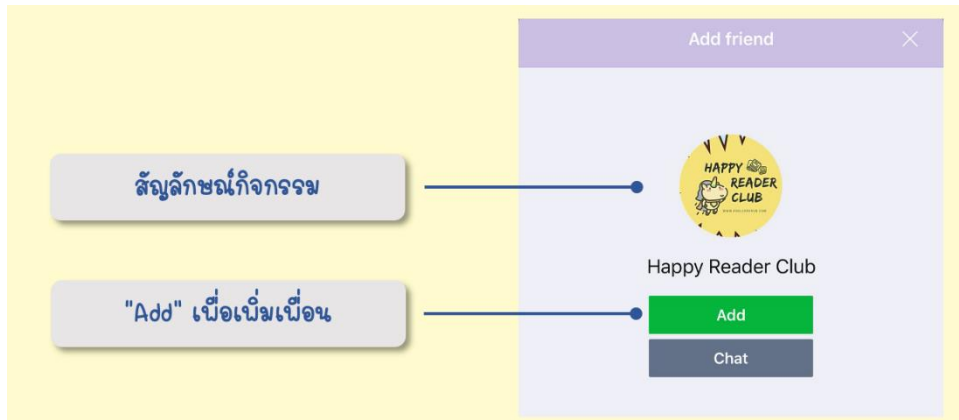 Add friend
สัญลักษณ์กิจกรรม
HAPPY
READER
CLUB
Happy Reader Club
"Add" เพื่อเพิ่มเพื่อน
Add
Chat